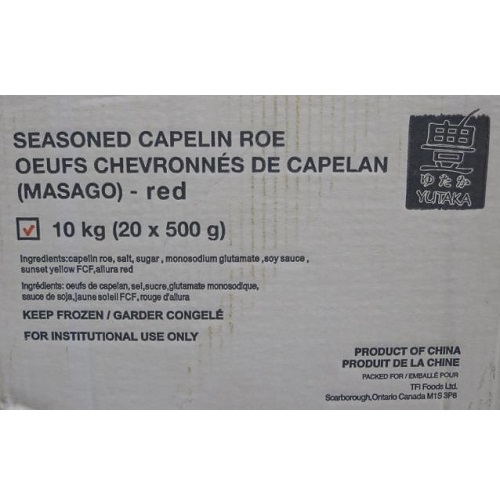 SEASONED CAPELIN ROE
OEUFS CHEVRONNÉS DE CAPELAN
(MASAGO) - red
10 kg (20 x 500 g)
豊
ゆたか
YUTAKA
Ingredients:capelin roe, salt, sugar , monosodium glutamate ,soy sauce ,
sunset yellow FCF,allura red
Ingrédients: oeufs de capelan, sel,sucre,glutamate monosodique,
sauce de soja,jaune soleil FCF,rouge d'allura
KEEP FROZEN / GARDER CONGELÉ
FOR INSTITUTIONAL USE ONLY
PRODUCT OF CHINA
PRODUIT DE LA CHINE
PACKED FOR / EMBALLÉ POUR
TFI Foods Ltd.
Scarborough,Ontario Canada M1S 3P8